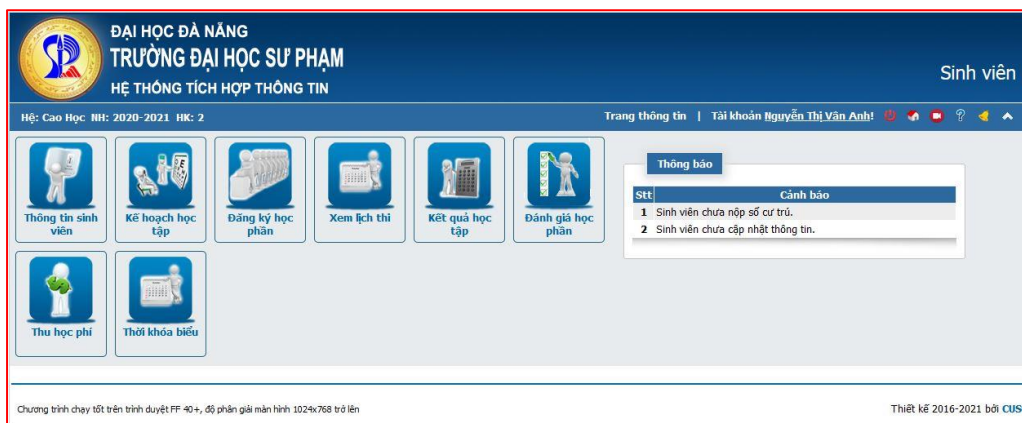 ĐẠI HỌC ĐÀ NẴNG
TRƯỜNG ĐẠI HỌC SƯ PHẠM
HỆ THỐNG TÍCH HỢP THÔNG TIN
Sinh viên
Hệ: Cao Học NH: 2020-2021 HK: 2
Trang thông tin | Tài khoản Nguyễn Thị Vân Anh!
Thông tin sinh viên
Kế hoạch học tập
Đăng ký học phần
Xem lịch thi
Kết quả học tập
Đánh giá học phần
Thu học phí
Thời khóa biểu
Thông báo
Stt Cảnh báo
1 Sinh viên chưa nộp số cư trú.
2 Sinh viên chưa cập nhật thông tin.
Chương trình chạy tốt trên trình duyệt FF 40+, độ phân giải màn hình 1024x768 trở lên
Thiết kế 2016-2021 bởi CUS